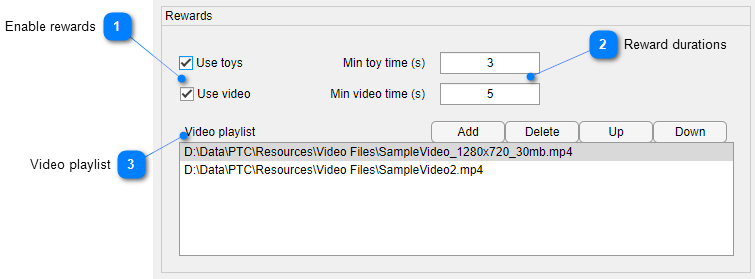 Rewards
Enable rewards 1
2 Reward durations
Use toys Min toy time (s) 3
Use video Min video time (s) 5
Video playlist Add Delete Up Down
Video playlist 3
D:\Data\PTC\Resources\Video Files\SampleVideo_1280x720_30mb.mp4
D:\Data\PTC\Resources\Video Files\SampleVideo2.mp4